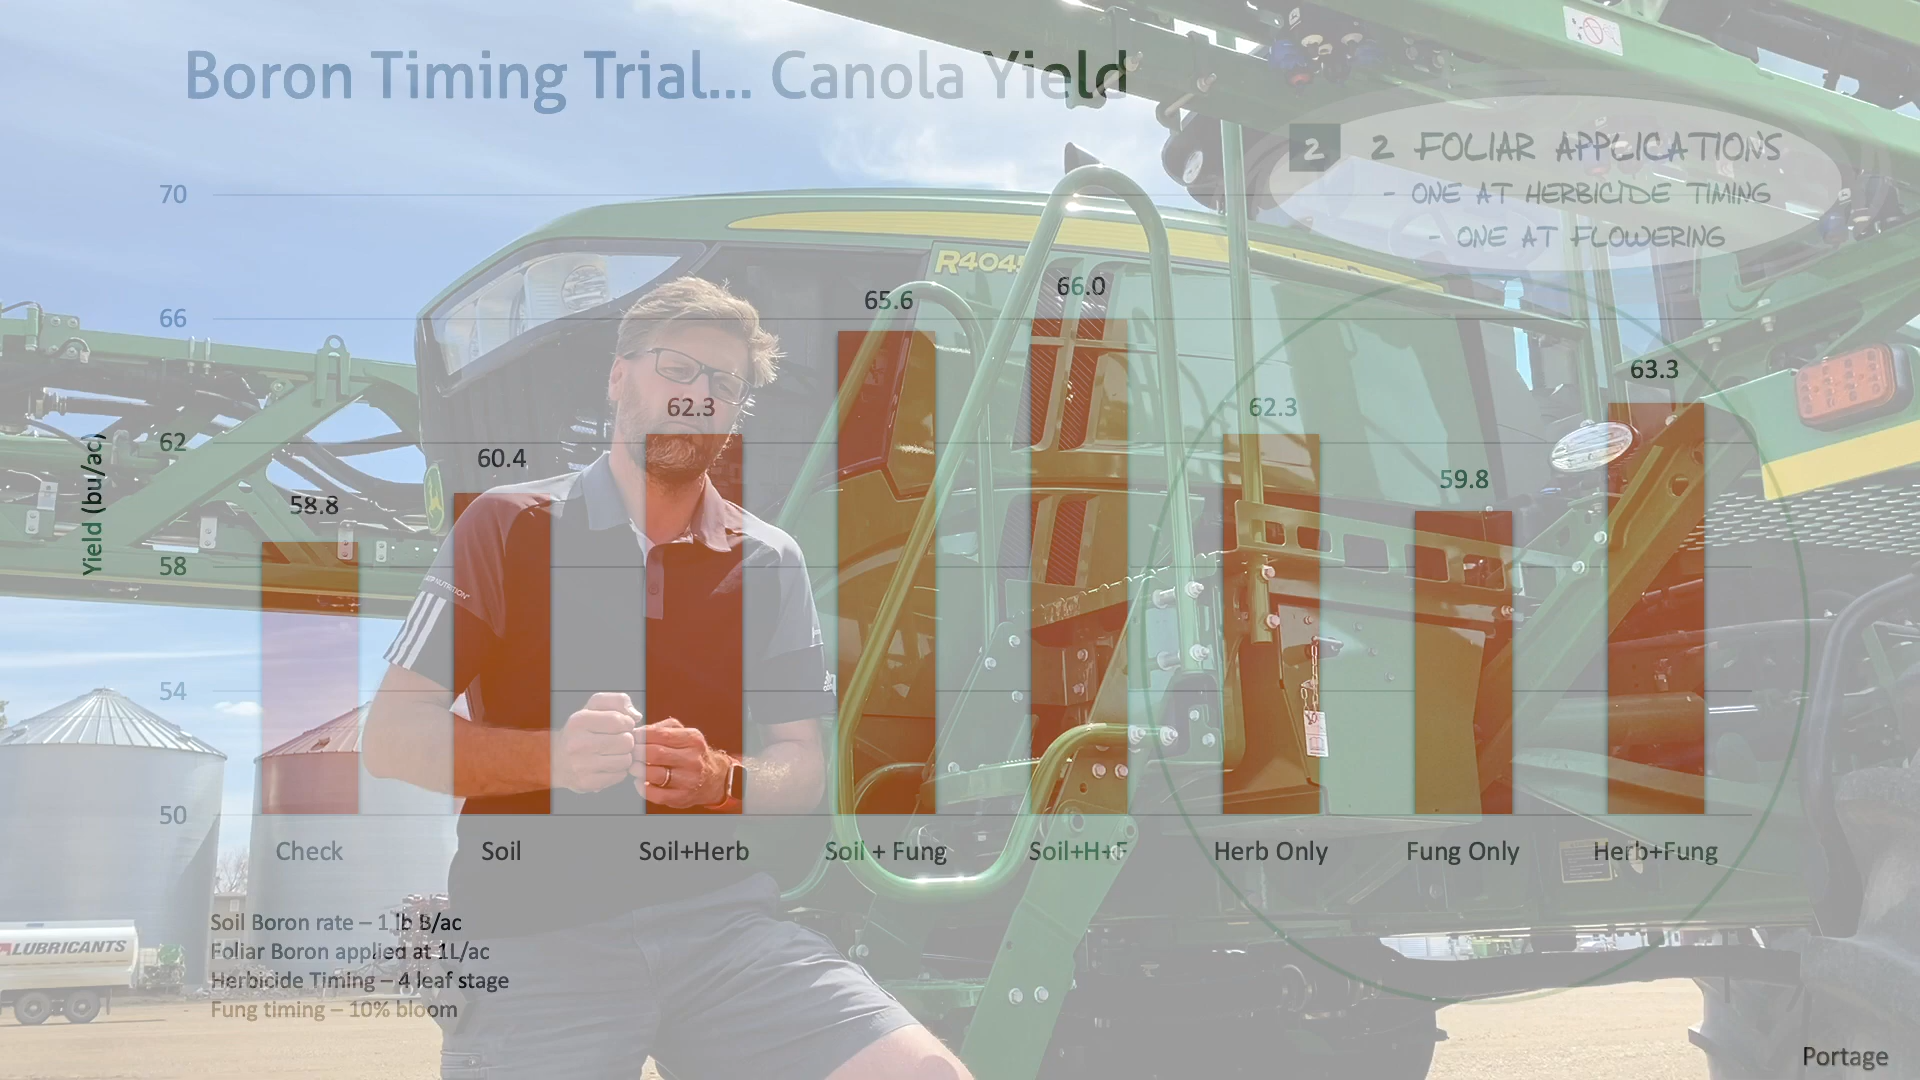 Boron Timing Trial... Canola Yield
2 2 FOLIAR APPLICATIONS
- ONE AT HERBICIDE TIMING
- ONE AT FLOWERING
R4045
Yield (bu/ac)
70
66
62
58
54
50
58.8
60.4
62.3
65.6
66.0
62.3
59.8
63.3
Check
Soil
Soil+Herb
Soil + Fung
Soil+H+F
Herb Only
Fung Only
Herb+Fung
Soil Boron rate – 1 lb B/ac
Foliar Boron applied at 1L/ac
Herbicide Timing – 4 leaf stage
Fung timing – 10% bloom
LUBRICANTS
Portage